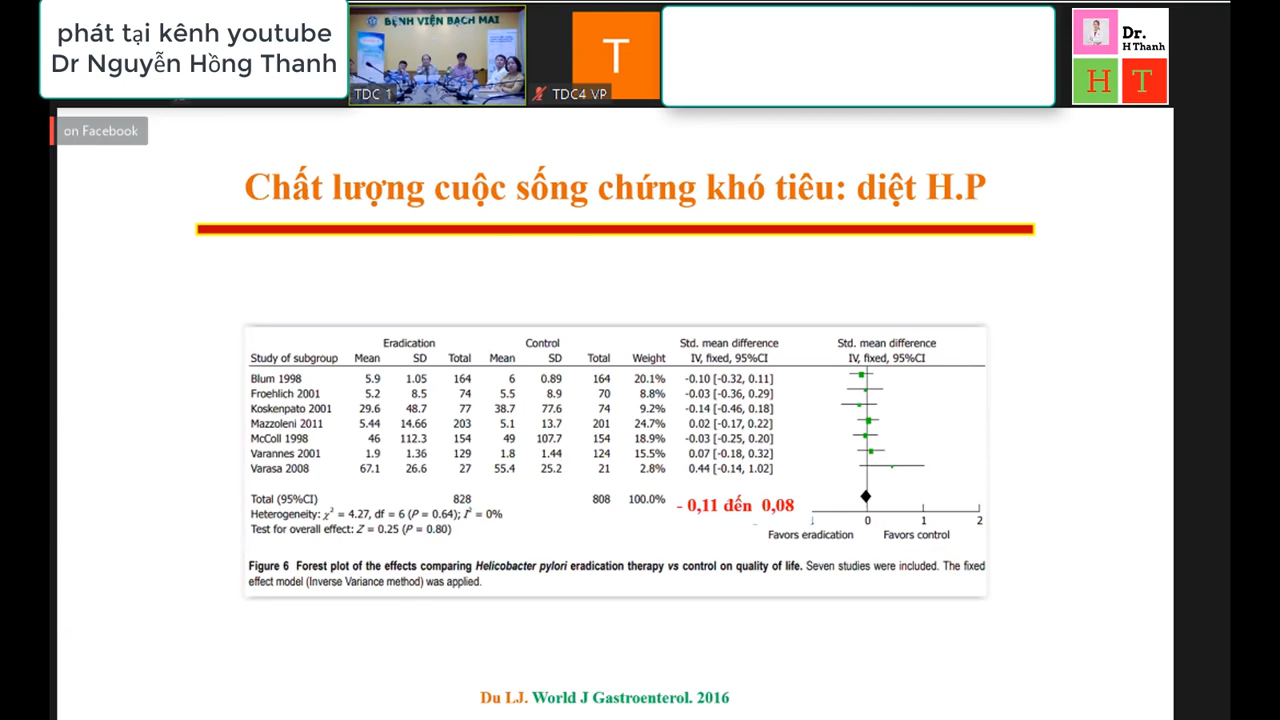 phát tại kênh youtube
Dr Nguyễn Hồng Thanh
BỆNH VIỆN BẠCH MAI
TDC 1
T
TDC4 VP
Dr.
H Thanh
H T
on Facebook
Chất lượng cuộc sống chứng khó tiêu: diệt H.P
Eradication Control Std. mean difference Std. mean difference
Study of subgroup Mean SD Total Mean SD Total Weight IV, fixed, 95%CI IV, fixed, 95%CI
Blum 1998 5.9 1.05 164 6 0.89 164 20.1% -0.10 [-0.32, 0.11]
Froehlich 2001 5.2 8.5 74 5.5 8.9 70 8.8% -0.03 [-0.36, 0.29]
Koskenpato 2001 29.6 48.7 77 38.7 77.6 74 9.2% -0.14 [-0.46, 0.18]
Mazzoleni 2011 5.44 14.66 203 5.1 13.7 201 24.7% 0.02 [-0.17, 0.22]
McColl 1998 46 112.3 154 49 107.7 154 18.9% -0.03 [-0.25, 0.20]
Varannes 2001 1.9 1.36 129 1.8 1.44 124 15.5% 0.07 [-0.18, 0.32]
Varasa 2008 67.1 26.6 27 55.4 25.2 21 2.8% 0.44 [-0.14, 1.02]
Total (95%CI) 828 808 100.0% - 0,11 đến 0,08
Heterogeneity: χ² = 4.27, df = 6 (P = 0.64); I² = 0%
Test for overall effect: Z = 0.25 (P = 0.80)
1 0 1 2
Favors eradication Favors control
Figure 6 Forest plot of the effects comparing Helicobacter pylori eradication therapy vs control on quality of life. Seven studies were included. The fixed
effect model (Inverse Variance method) was applied.
Du LJ. World J Gastroenterol. 2016